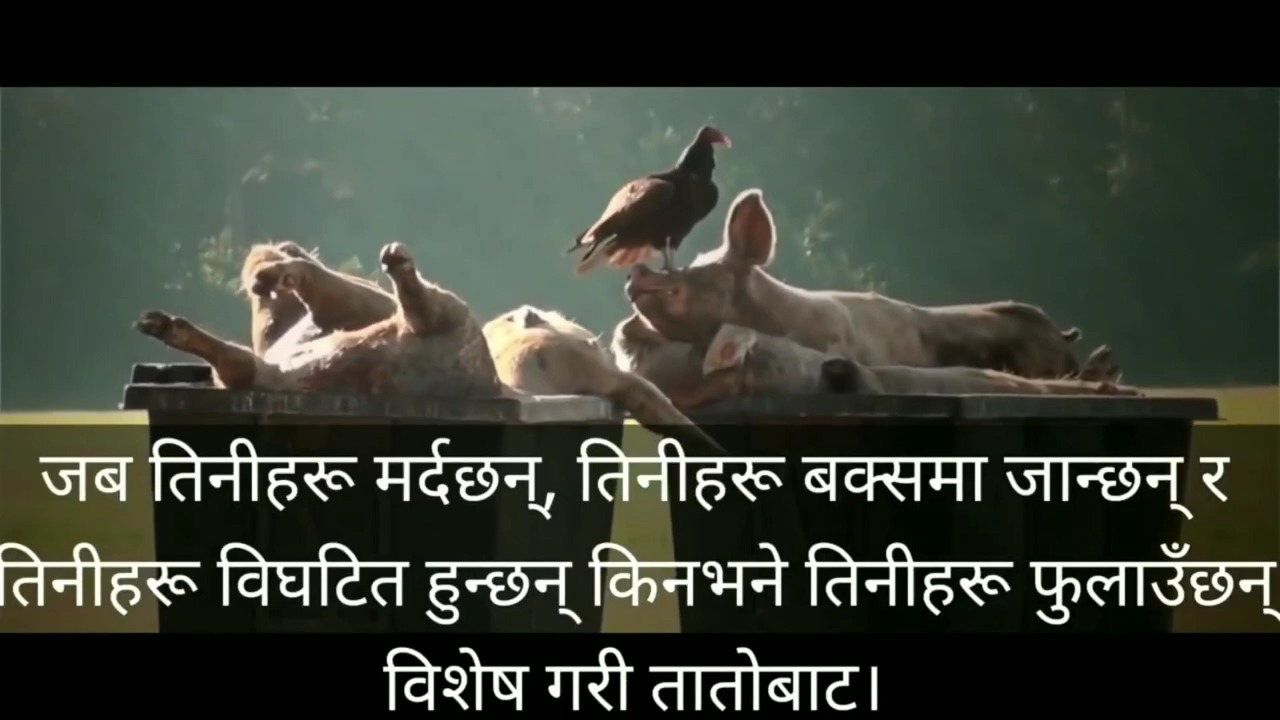 जब तिनीहरू मर्दछन्, तिनीहरू बक्समा जान्छन् र
तिनीहरू विघटित हुन्छन् किनभने तिनीहरू फुलाउँछन्
विशेष गरी तातोबाट।